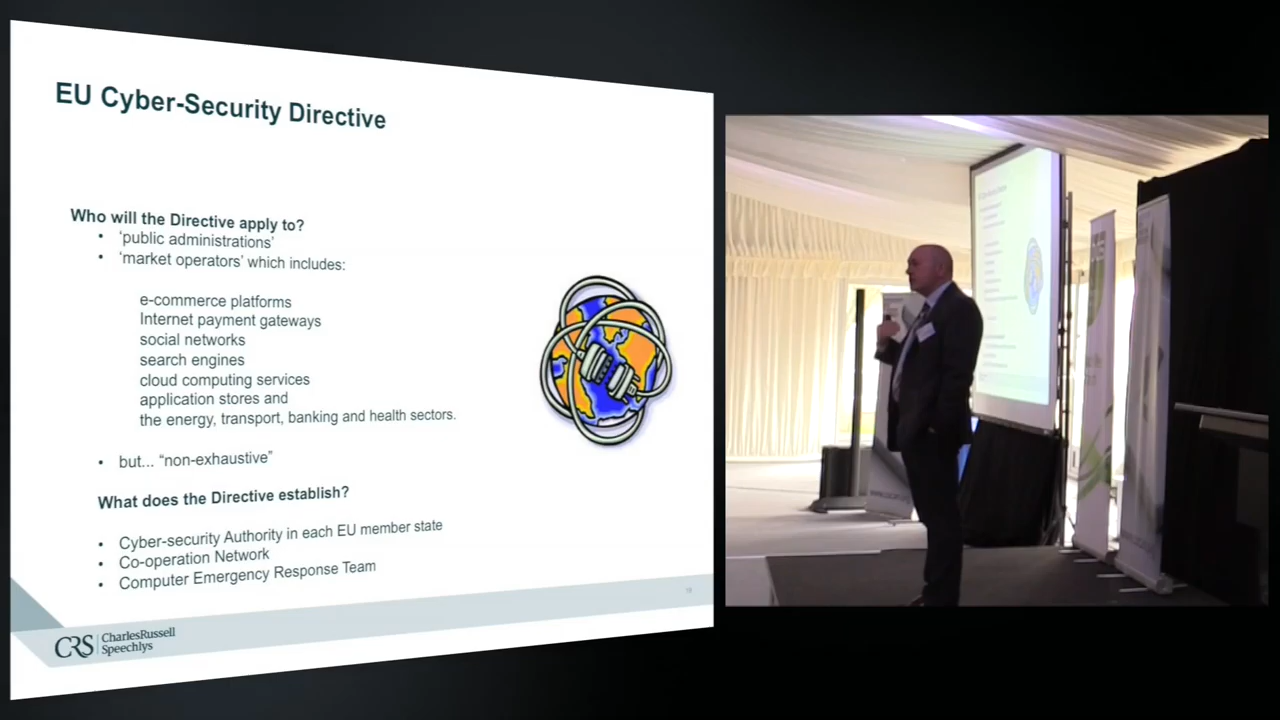 EU Cyber-Security Directive
Who will the Directive apply to?
• ‘public administrations’
• ‘market operators’ which includes:
e-commerce platforms
Internet payment gateways
social networks
search engines
cloud computing services
application stores and
the energy, transport, banking and health sectors.
• but... “non-exhaustive”
What does the Directive establish?
• Cyber-security Authority in each EU member state
• Co-operation Network
• Computer Emergency Response Team
CRS
CharlesRussell
Speechlys